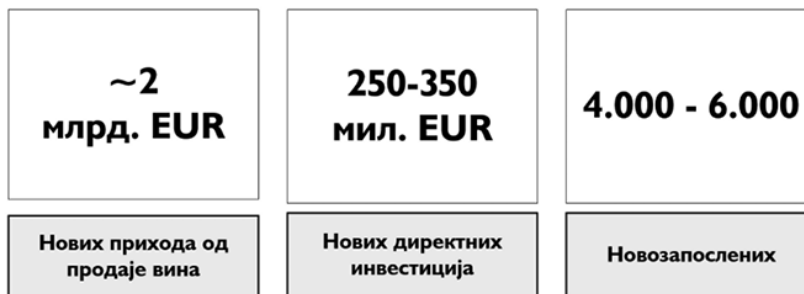 ~2
млрд. EUR
250-350
мил. EUR
4.000 - 6.000
Нових прихода од
продаје вина
Нових директних
инвестиција
Новозапослених